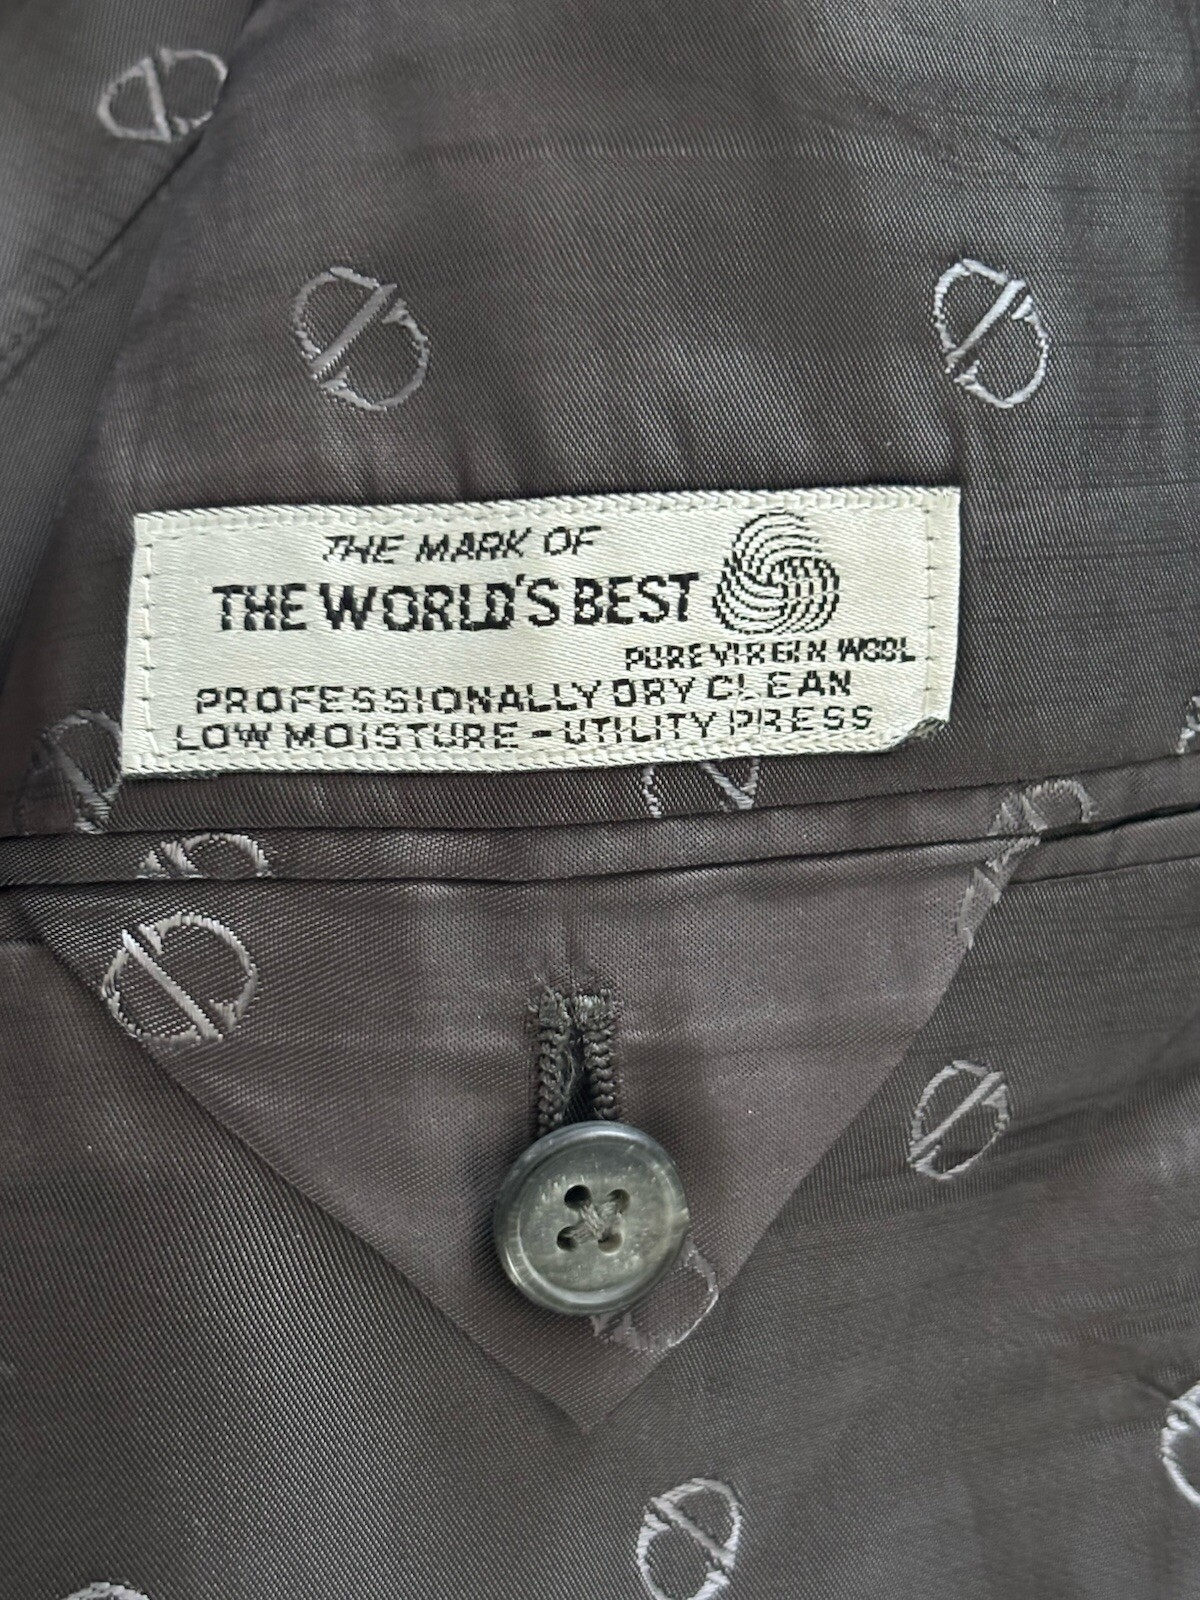 THE MARK OF
THE WORLD'S BEST
PURE VIRGIN WOOL
PROFESSIONALLY DRY CLEAN
LOW MOISTURE - UTILITY PRESS